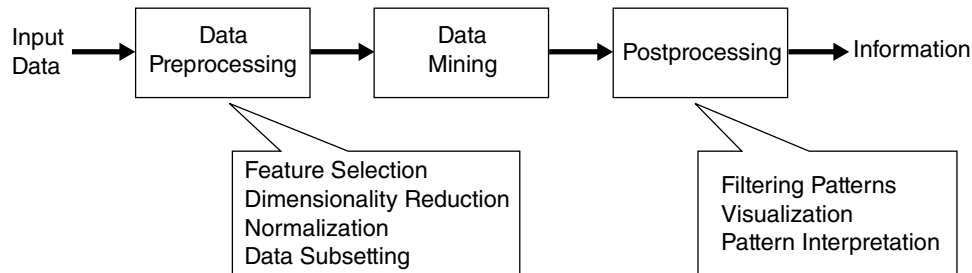 Input
Data
Data
Preprocessing
Data
Mining
Postprocessing
Information
Feature Selection
Dimensionality Reduction
Normalization
Data Subsetting
Filtering Patterns
Visualization
Pattern Interpretation